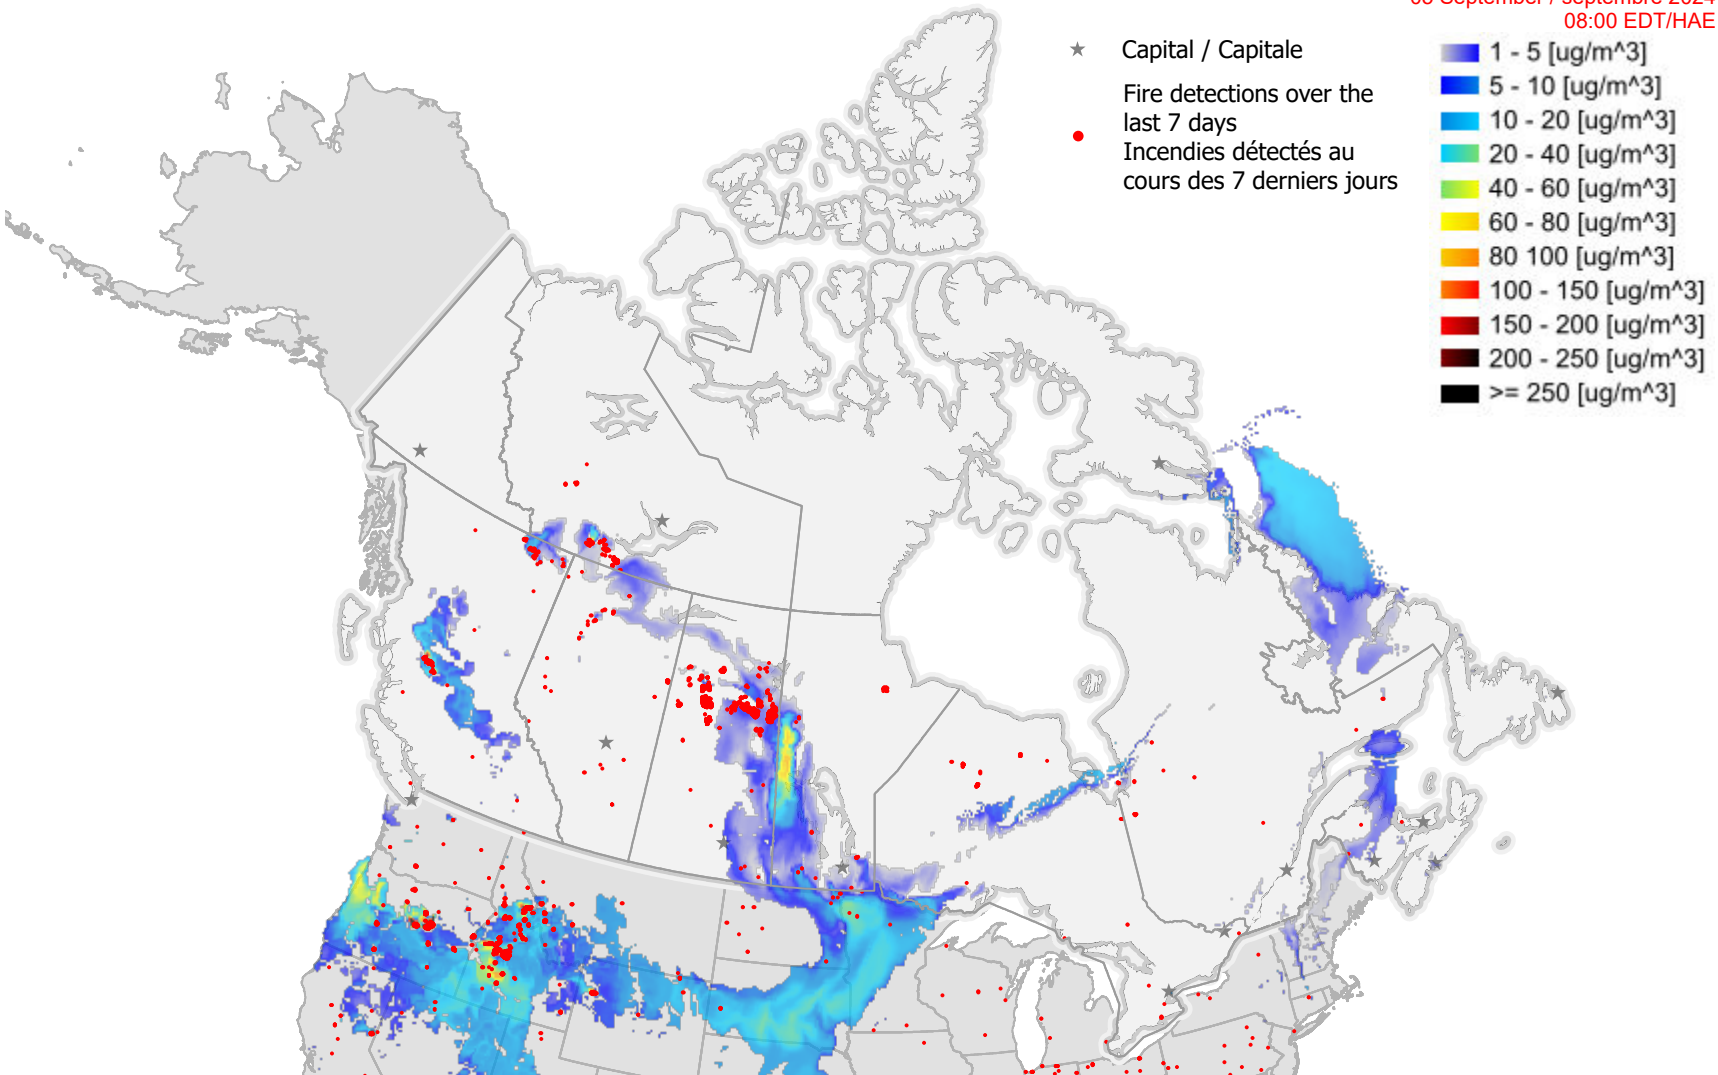 September / septembre 2024
08:00 EDT/HAE
Capital / Capitale
Fire detections over the
last 7 days
Incendies détectés au
cours des 7 derniers jours
1 - 5 [ug/m^3]
5 - 10 [ug/m^3]
10 - 20 [ug/m^3]
20 - 40 [ug/m^3]
40 - 60 [ug/m^3]
60 - 80 [ug/m^3]
80 100 [ug/m^3]
100 - 150 [ug/m^3]
150 - 200 [ug/m^3]
200 - 250 [ug/m^3]
>= 250 [ug/m^3]